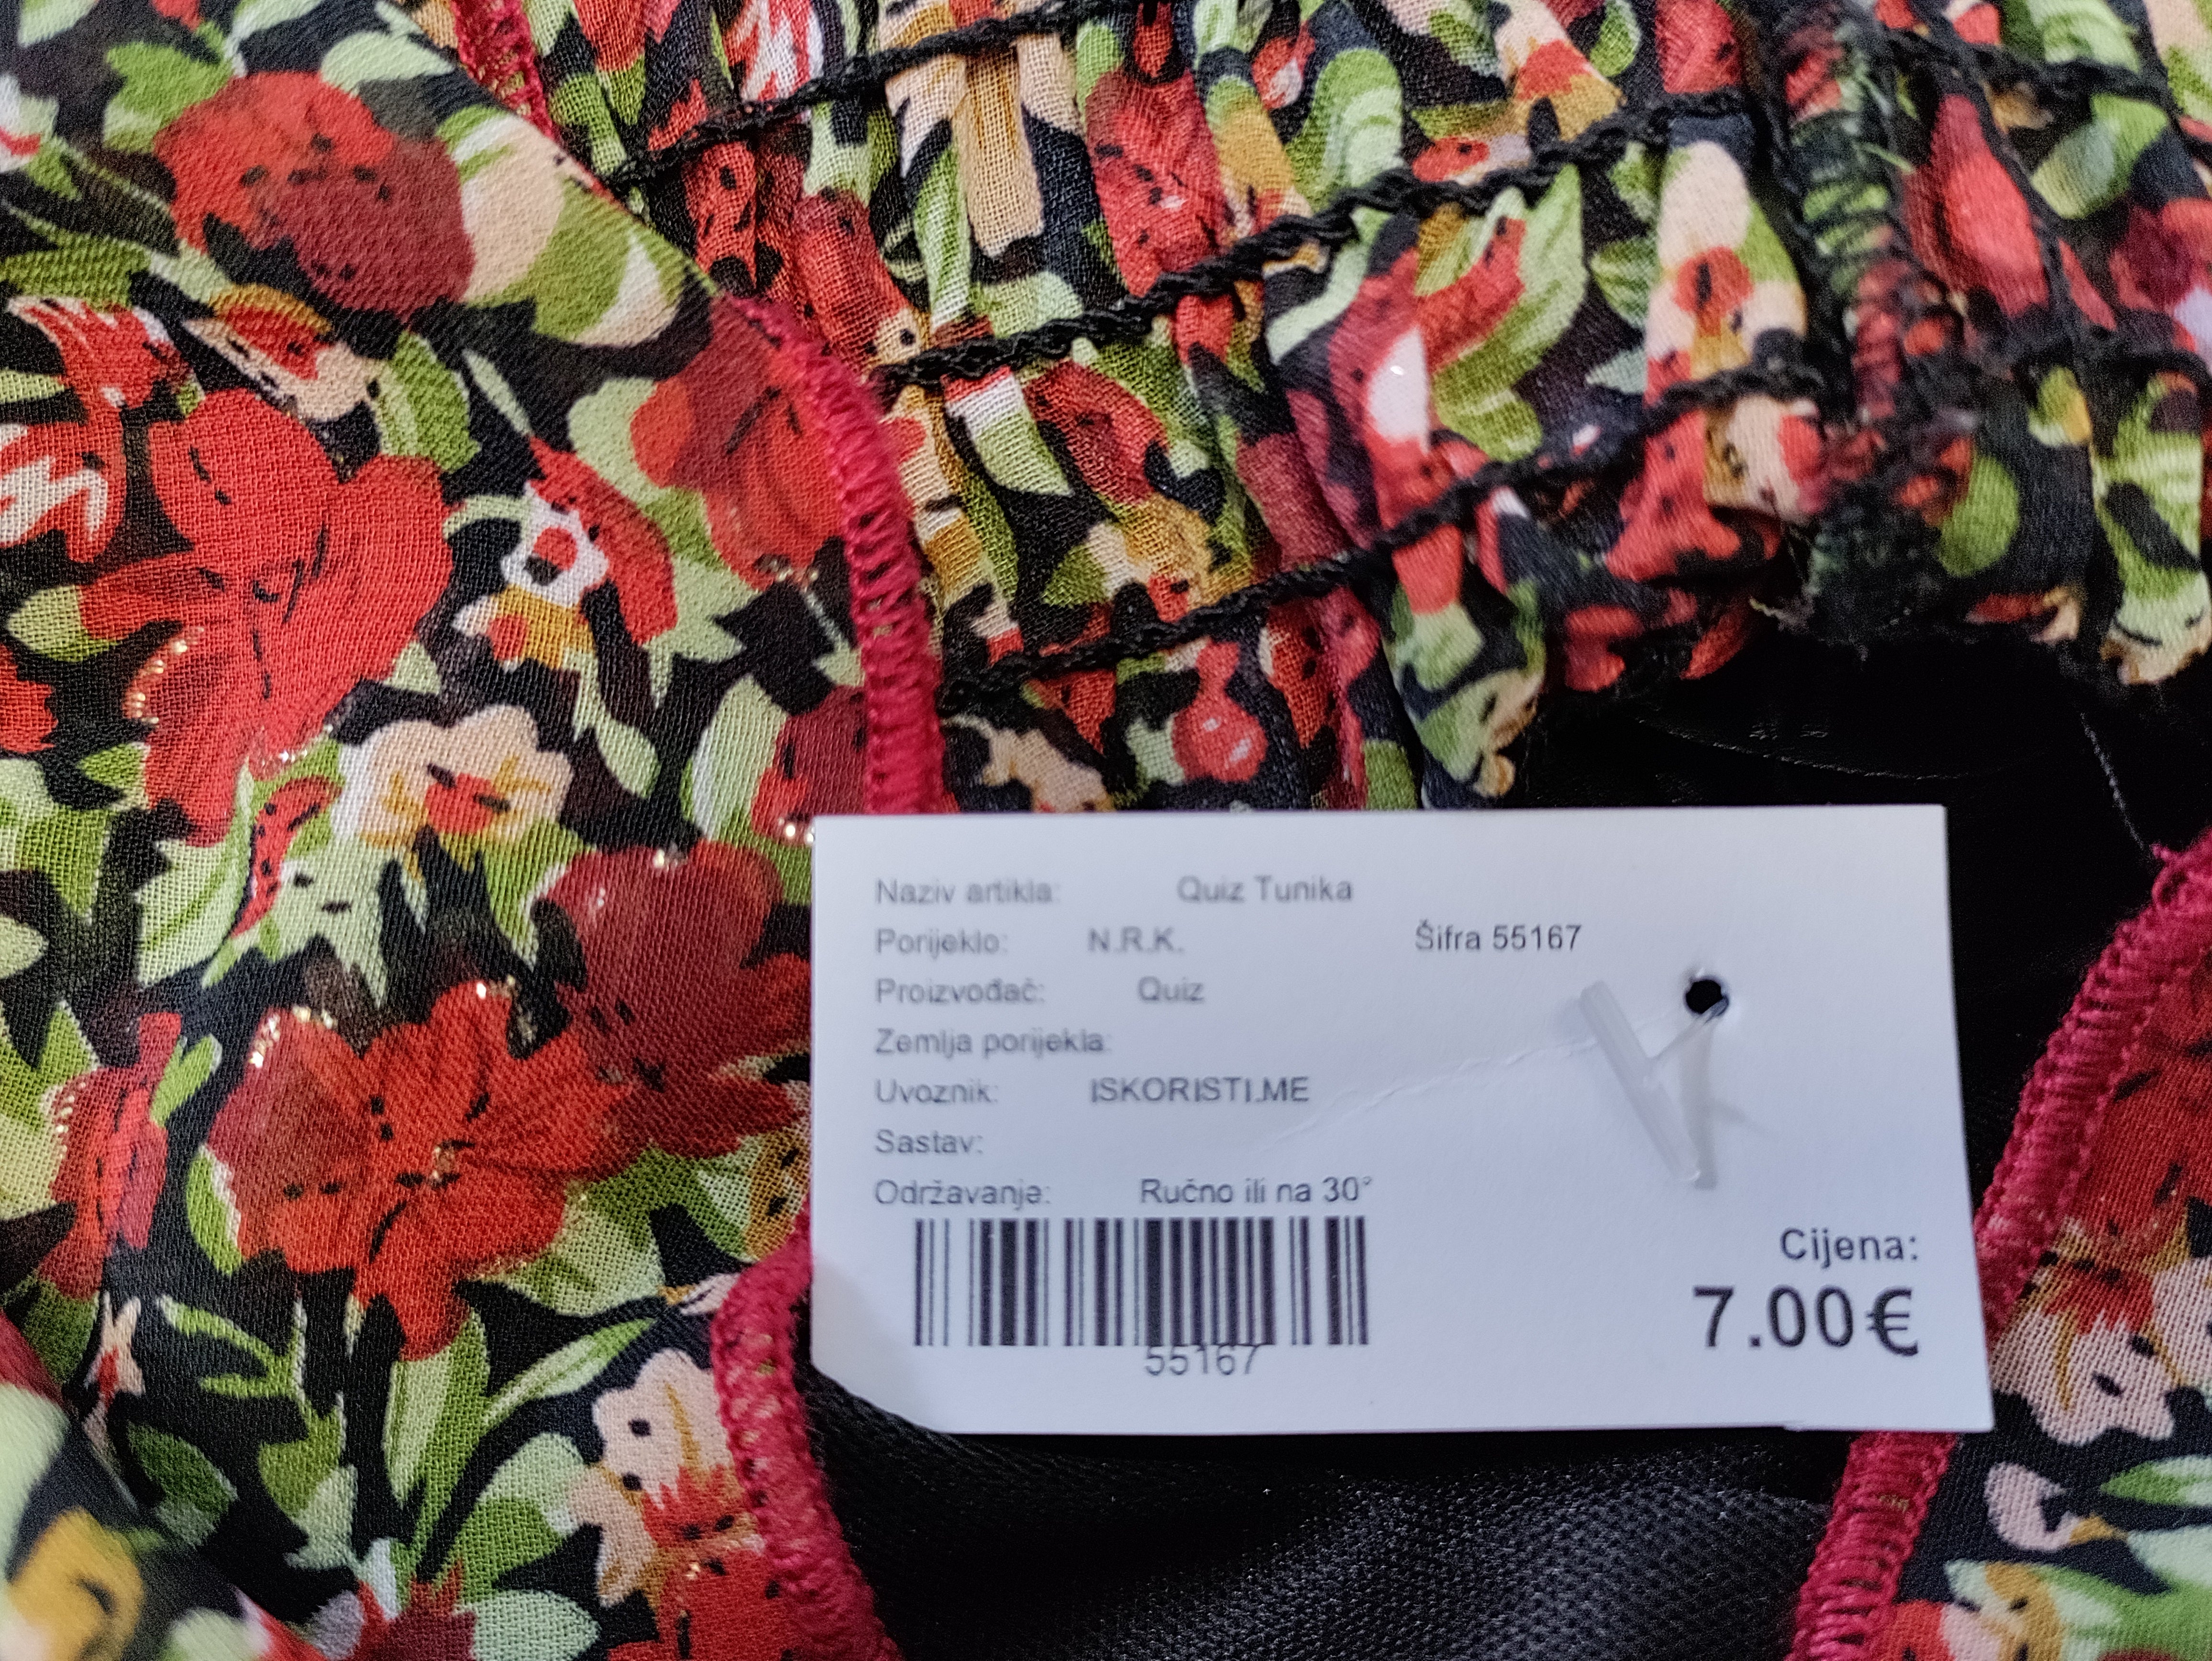 Naziv artikla: Quiz Tunika
Porijeklo: N.R.K. Šifra 55167
Proizvođač: Quiz
Zemlja porijekla:
Uvoznik: ISKORISTI.ME
Sastav:
Održavanje: Ručno ili na 30°
55167
Cijena:
7.00€